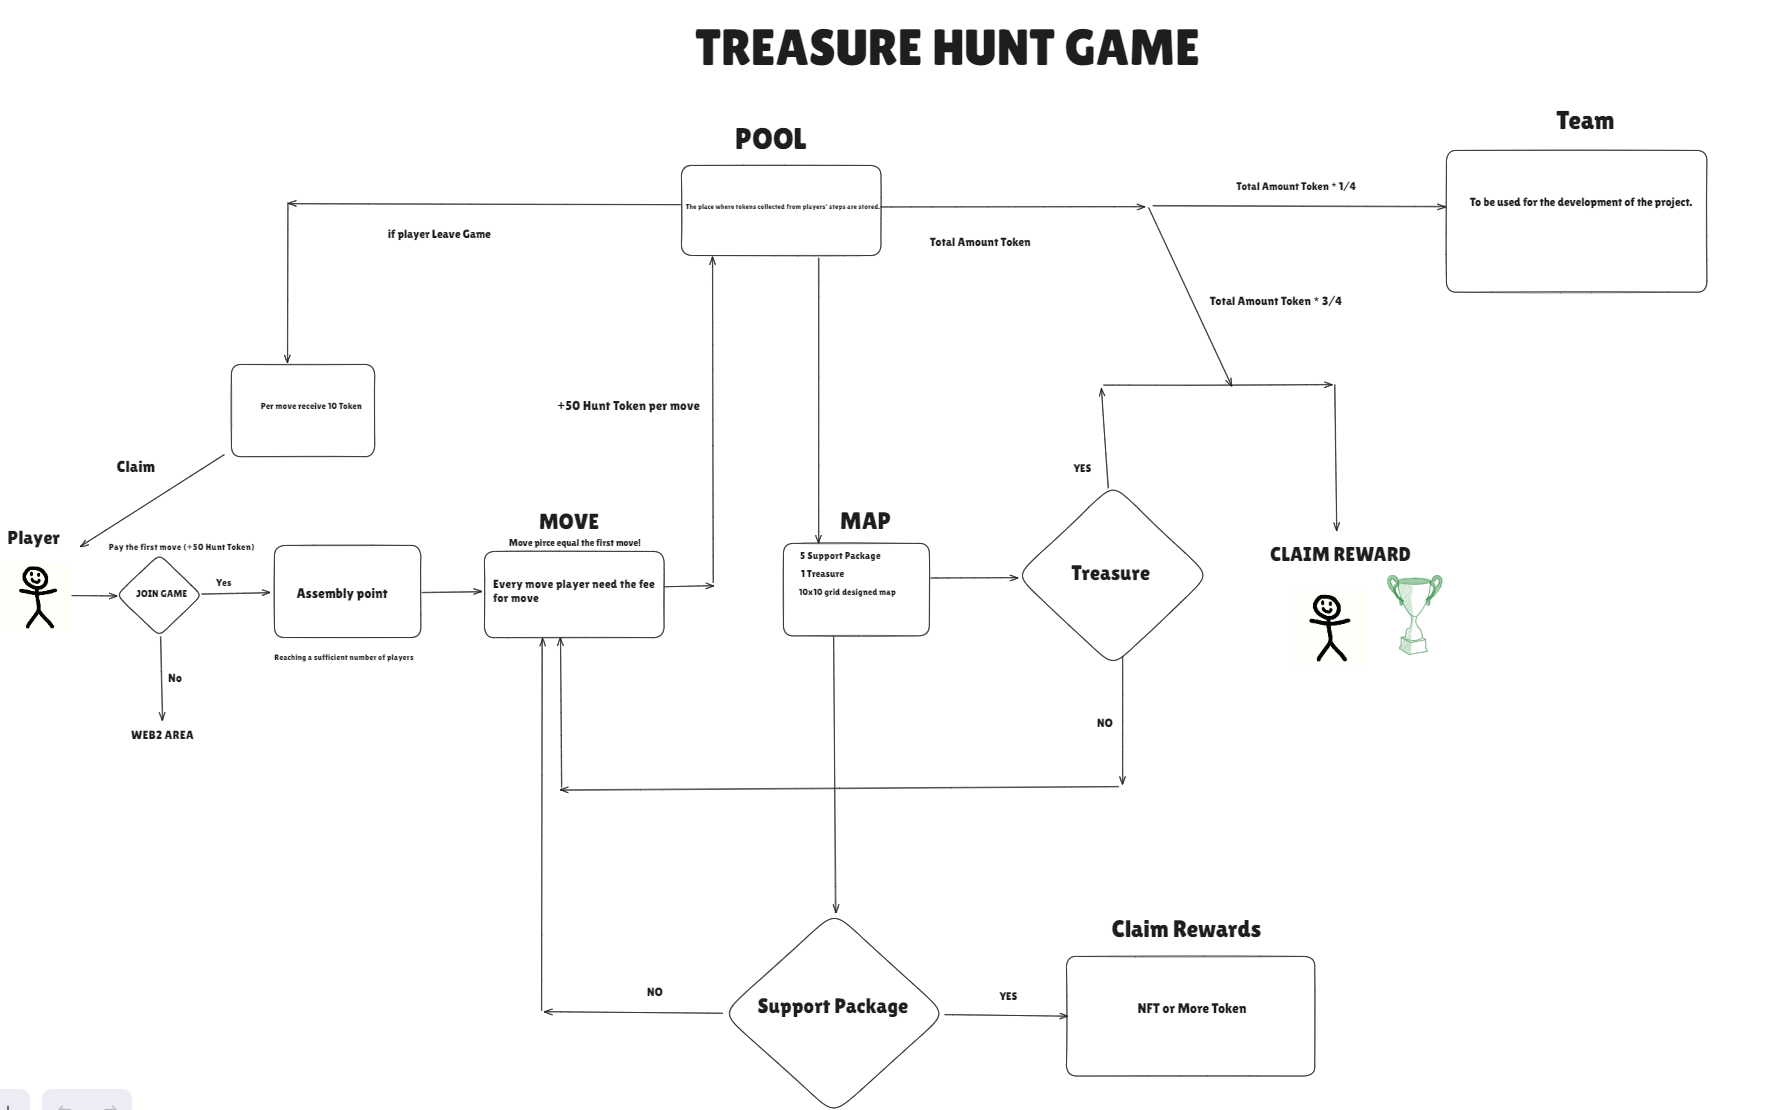 TREASURE HUNT GAME
Team
POOL
Total Amount Token * 1/4
The place where tokens collected from players' steps are stored.
To be used for the development of the project.
if player Leave Game
Total Amount Token
Total Amount Token * 3/4
Per move receive 10 Token
+50 Hunt Token per move
Claim
YES
Player
Pay the first move (+50 Hunt Token)
MOVE
Move pirce equal the first move!
MAP
JOIN GAME
Yes
Assembly point
Every move player need the fee
for move
5 Support Package
1 Treasure
10x10 grid designed map
Treasure
CLAIM REWARD
Reaching a sufficient number of players
No
WEB2 AREA
NO
Claim Rewards
NO
Support Package
YES
NFT or More Token